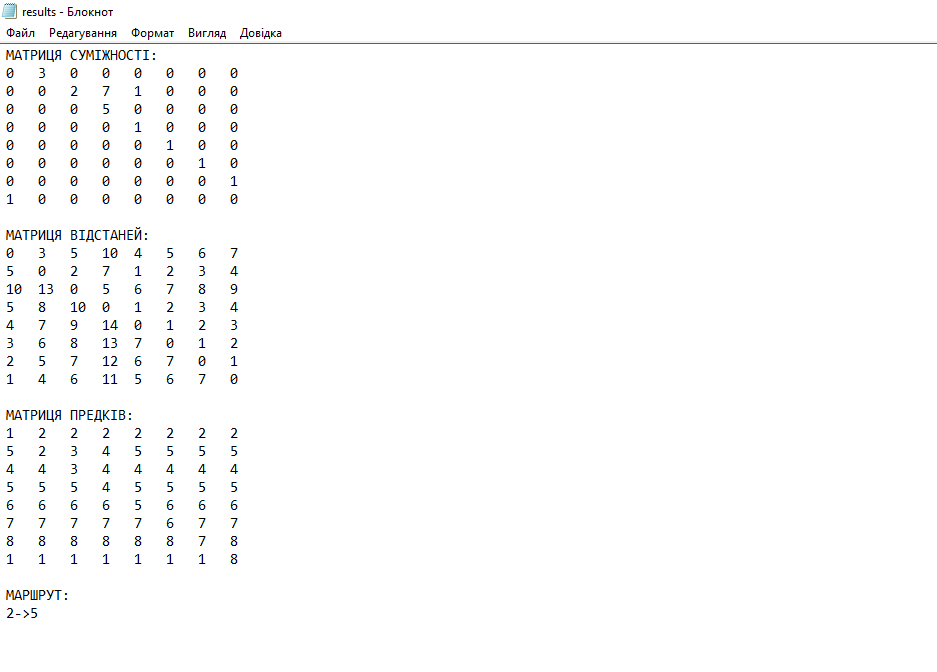 results - Блокнот
Файл Редагування Формат Вигляд Довідка
МАТРИЦЯ СУМІЖНОСТІ:
0 3 0 0 0 0 0 0
0 0 2 7 1 0 0 0
0 0 0 5 0 0 0 0
0 0 0 0 1 0 0 0
0 0 0 0 0 1 0 0
0 0 0 0 0 0 1 0
0 0 0 0 0 0 0 1
1 0 0 0 0 0 0 0
МАТРИЦЯ ВІДСТАНЕЙ:
0 3 5 10 4 5 6 7
5 0 2 7 1 2 3 4
10 13 0 5 6 7 8 9
5 8 10 0 1 2 3 4
4 7 9 14 0 1 2 3
3 6 8 13 7 0 1 2
2 5 7 12 6 7 0 1
1 4 6 11 5 6 7 0
МАТРИЦЯ ПРЕДКІВ:
1 2 2 2 2 2 2 2
5 2 3 4 5 5 5 5
4 4 3 4 4 4 4 4
5 5 5 4 5 5 5 5
6 6 6 6 5 6 6 6
7 7 7 7 7 6 7 7
8 8 8 8 8 8 7 8
1 1 1 1 1 1 1 8
МАРШРУТ:
2->5